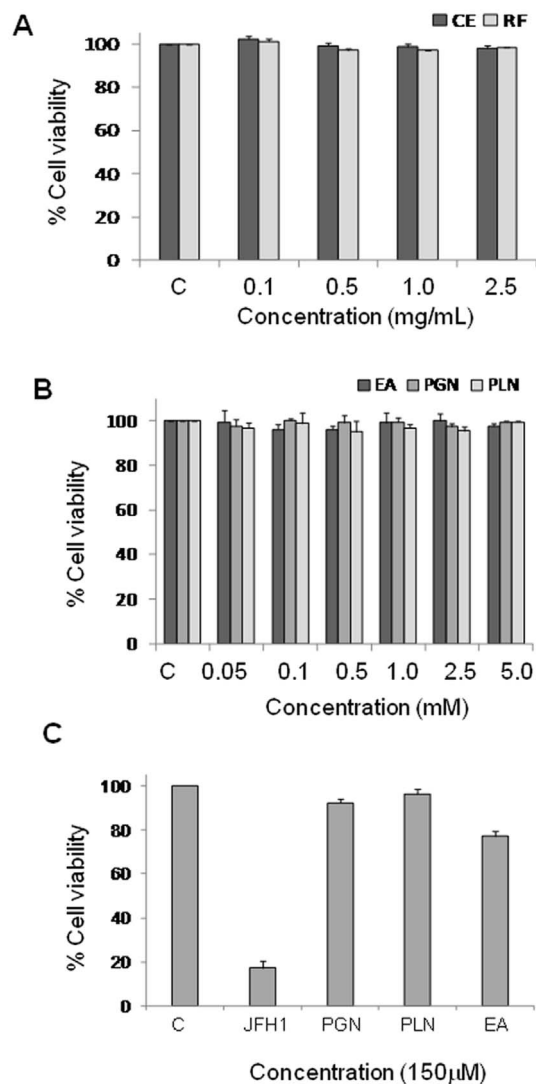 A
CE RF
100
80
60
40
20
0
% Cell viability
C 0.1 0.5 1.0 2.5
Concentration (mg/mL)
B
EA PGN PLN
100
80
60
40
20
0
% Cell viability
C 0.05 0.1 0.5 1.0 2.5 5.0
Concentration (mM)
C
100
80
60
40
20
0
% Cell viability
C JFH1 PGN PLN EA
Concentration (150µM)